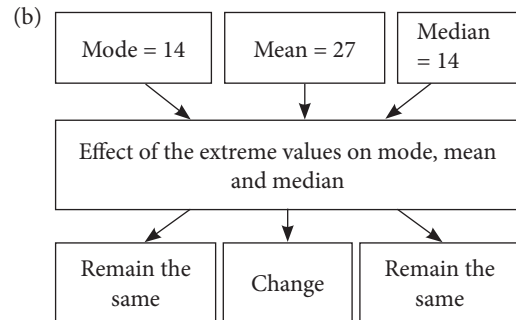 (b)
Mode = 14
Mean = 27
Median
= 14
Effect of the extreme values on mode, mean
and median
Remain the
same
Change
Remain the
same